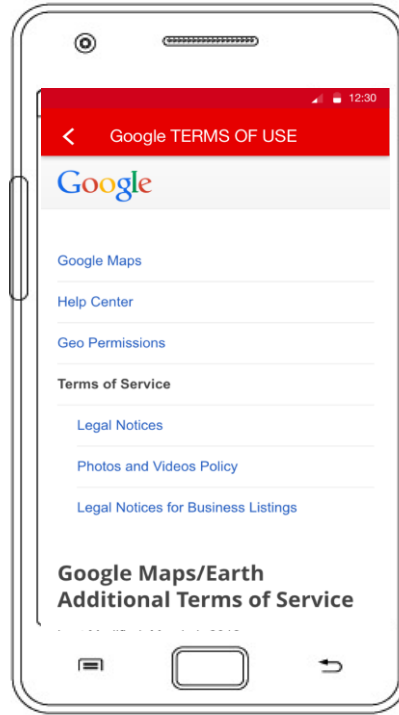 12:30
Google TERMS OF USE
Google
Google Maps
Help Center
Geo Permissions
Terms of Service
Legal Notices
Photos and Videos Policy
Legal Notices for Business Listings
Google Maps/Earth
Additional Terms of Service